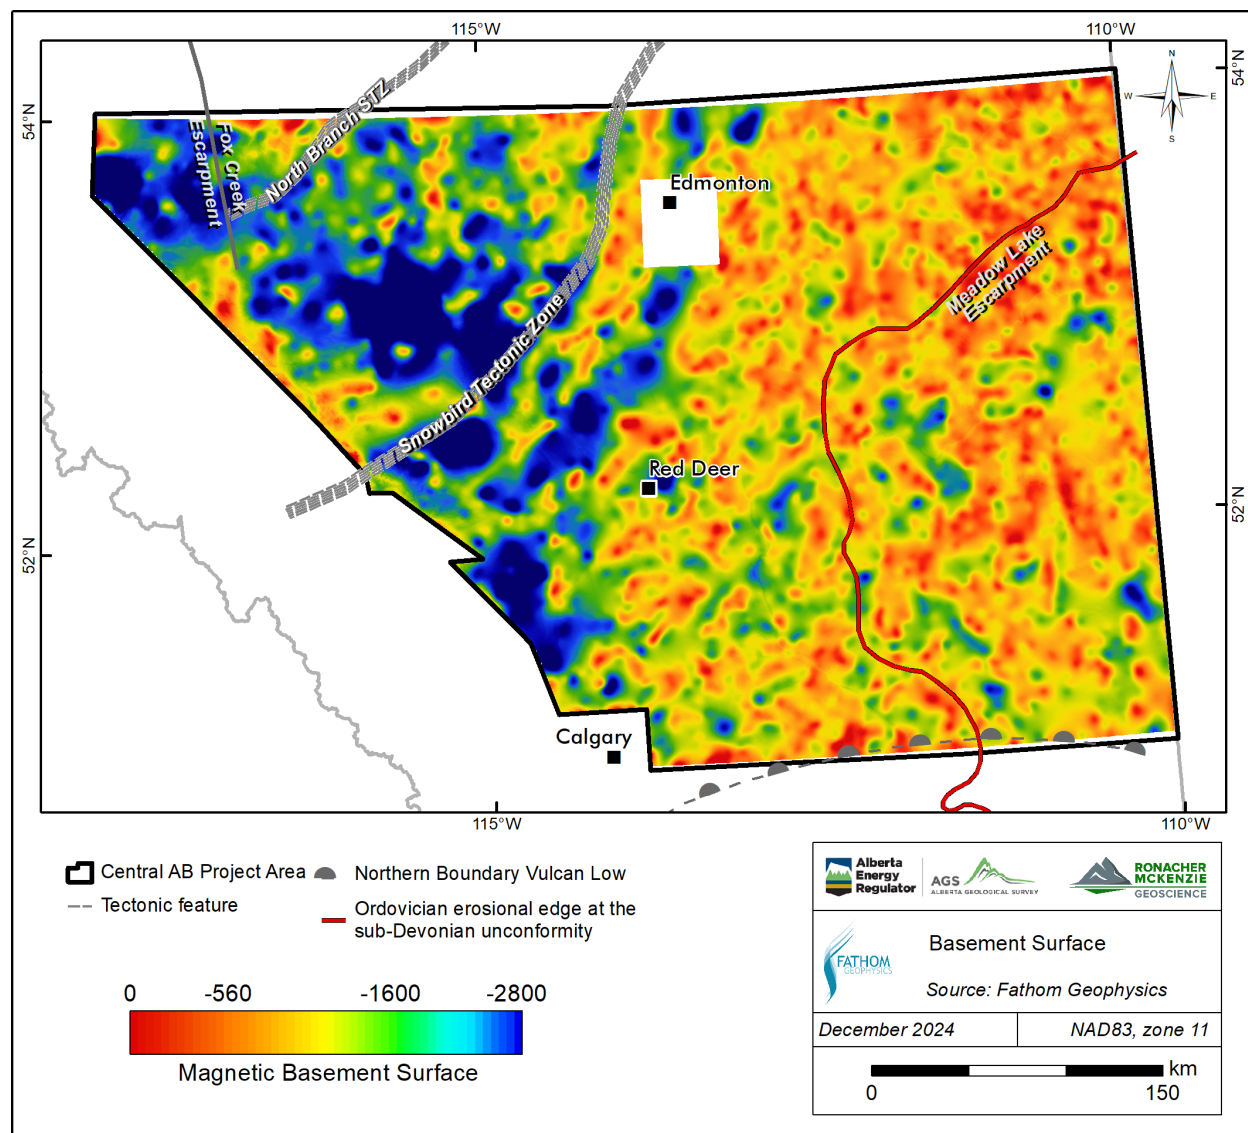 115°W
110°W
54°N
54°N
N
W
E
S
Fox Creek
Escarpment
North Branch STZ
Edmonton
Meadow Lake
Escarpment
Snowbird Tectonic Zone
Red Deer
52°N
52°N
Calgary
115°W
110°W
Central AB Project Area
Northern Boundary Vulcan Low
Tectonic feature
Ordovician erosional edge at the
sub-Devonian unconformity
0 -560 -1600 -2800
Magnetic Basement Surface
Alberta
Energy
Regulator
AGS
ALBERTA GEOLOGICAL SURVEY
RONACHER
MCKENZIE
GEOSCIENCE
FATHOM
GEOPHYSICS
Basement Surface
Source: Fathom Geophysics
December 2024
NAD83, zone 11
km
0 150